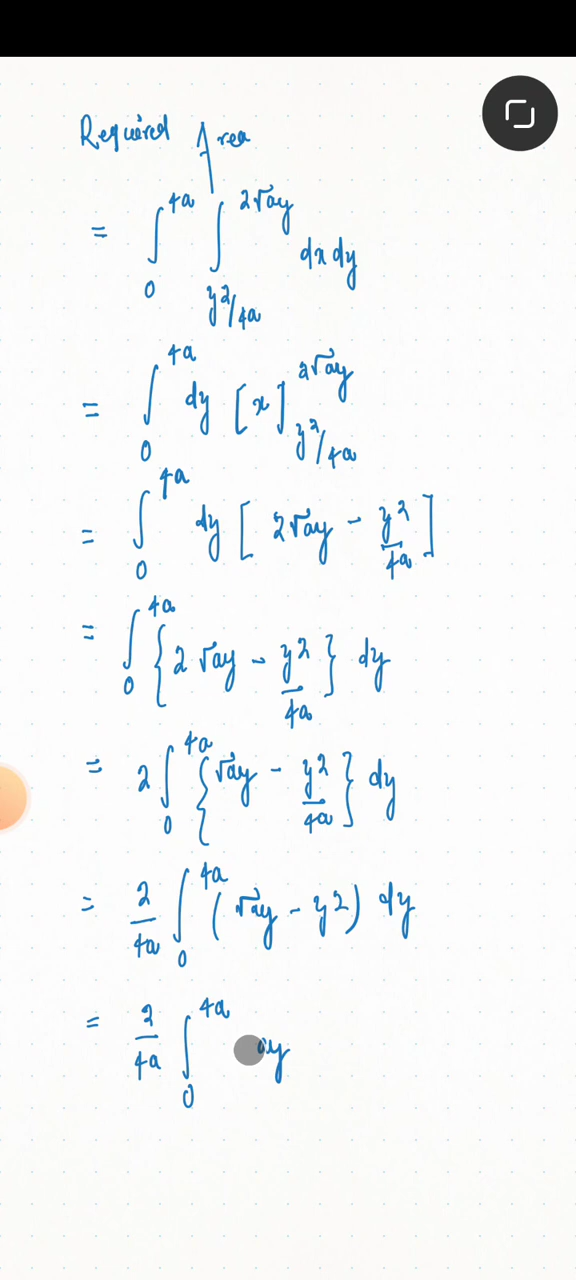 Required Area
= ∫₀^{4a} ∫_{y²/4a}^{2√ay} dx dy
= ∫₀^{4a} dy [x]_{y²/4a}^{2√ay}
= ∫₀^{4a} dy [ 2√ay - y²/4a ]
= ∫₀^{4a} { 2√ay - y²/4a } dy
= 2 ∫₀^{4a} { √ay - y²/4a } dy
= 2/4a ∫₀^{4a} ( √ay - y² ) dy
= 2/4a ∫₀^{4a} ay